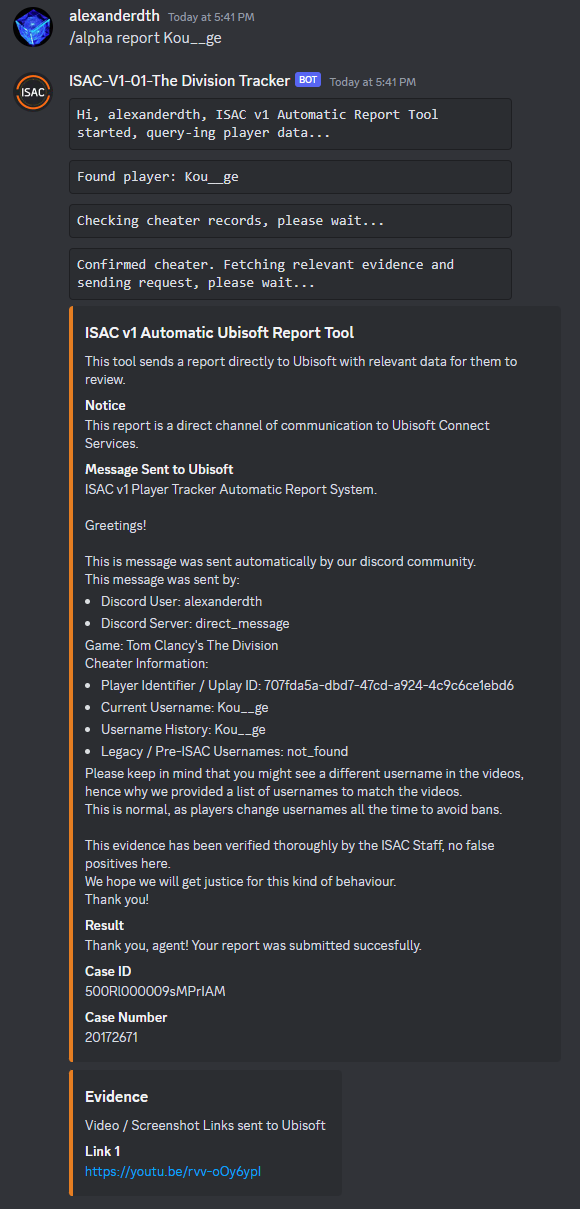 alexanderdth Today at 5:41 PM
/alpha report Kou__ge
ISAC
ISAC-V1-01-The Division Tracker BOT Today at 5:41 PM
Hi, alexanderdth, ISAC v1 Automatic Report Tool
started, query-ing player data...
Found player: Kou__ge
Checking cheater records, please wait...
Confirmed cheater. Fetching relevant evidence and
sending request, please wait...
ISAC v1 Automatic Ubisoft Report Tool
This tool sends a report directly to Ubisoft with relevant data for them to
review.
Notice
This report is a direct channel of communication to Ubisoft Connect
Services.
Message Sent to Ubisoft
ISAC v1 Player Tracker Automatic Report System.
Greetings!
This is message was sent automatically by our discord community.
This message was sent by:
• Discord User: alexanderdth
• Discord Server: direct_message
Game: Tom Clancy's The Division
Cheater Information:
• Player Identifier / Uplay ID: 707fda5a-dbd7-47cd-a924-4c9c6ce1ebd6
• Current Username: Kou__ge
• Username History: Kou__ge
• Legacy / Pre-ISAC Usernames: not_found
Please keep in mind that you might see a different username in the videos,
hence why we provided a list of usernames to match the videos.
This is normal, as players change usernames all the time to avoid bans.
This evidence has been verified thoroughly by the ISAC Staff, no false
positives here.
We hope we will get justice for this kind of behaviour.
Thank you!
Result
Thank you, agent! Your report was submitted succesfully.
Case ID
500Rl000009sMPrIAM
Case Number
20172671
Evidence
Video / Screenshot Links sent to Ubisoft
Link 1
https://youtu.be/rvv-oOy6ypI